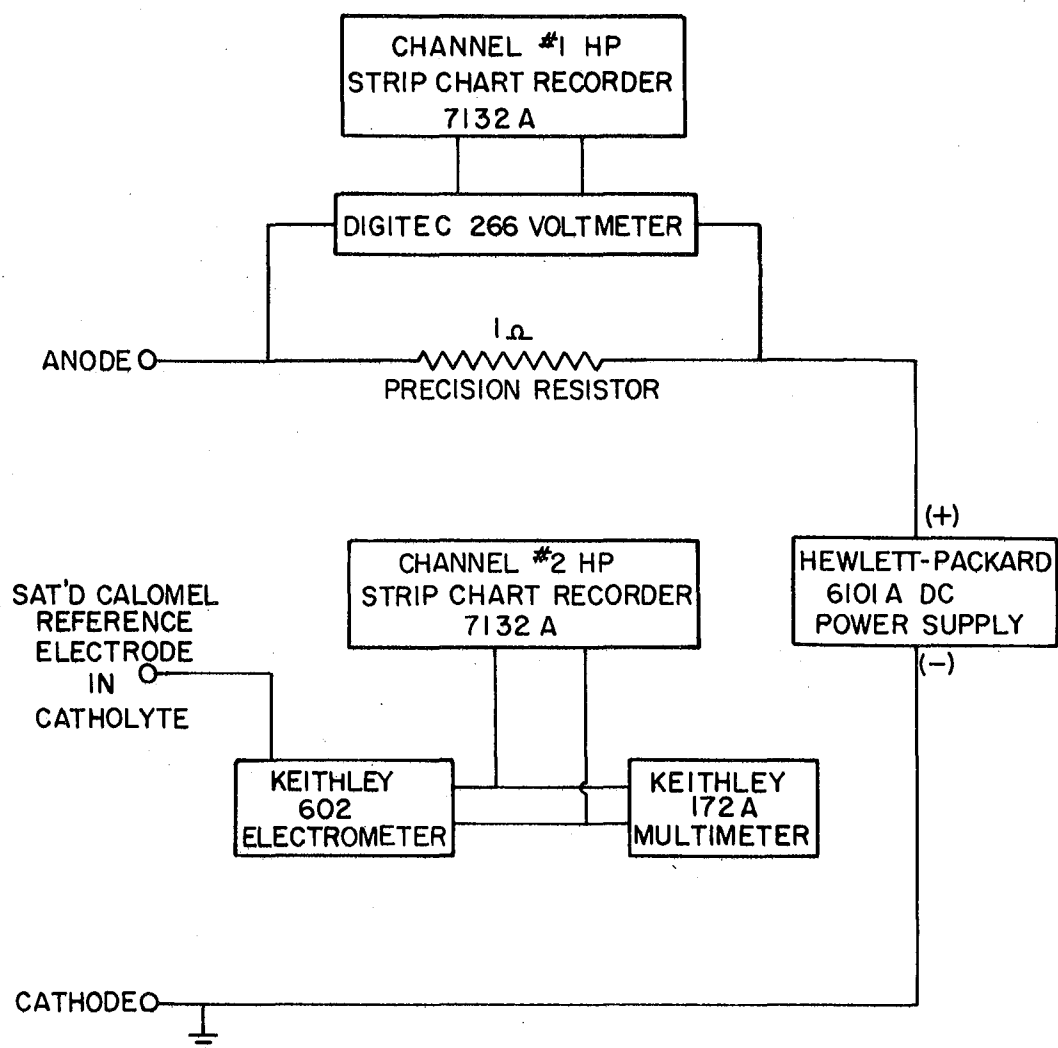 CHANNEL #1 HP
STRIP CHART RECORDER
7132 A
DIGITEC 266 VOLTMETER
1 Ω
ANODE
PRECISION RESISTOR
(+)
HEWLETT-PACKARD
6101 A DC
POWER SUPPLY
(-)
CHANNEL #2 HP
STRIP CHART RECORDER
7132 A
SAT'D CALOMEL
REFERENCE
ELECTRODE
IN
CATHOLYTE
KEITHLEY
602
ELECTROMETER
KEITHLEY
172 A
MULTIMETER
CATHODE